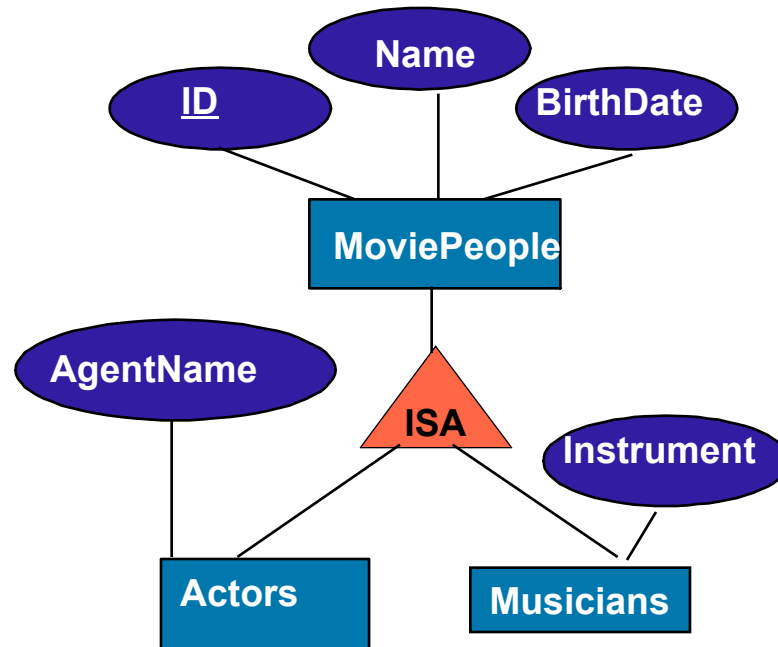 Name
ID
BirthDate
MoviePeople
AgentName
ISA
Instrument
Actors
Musicians